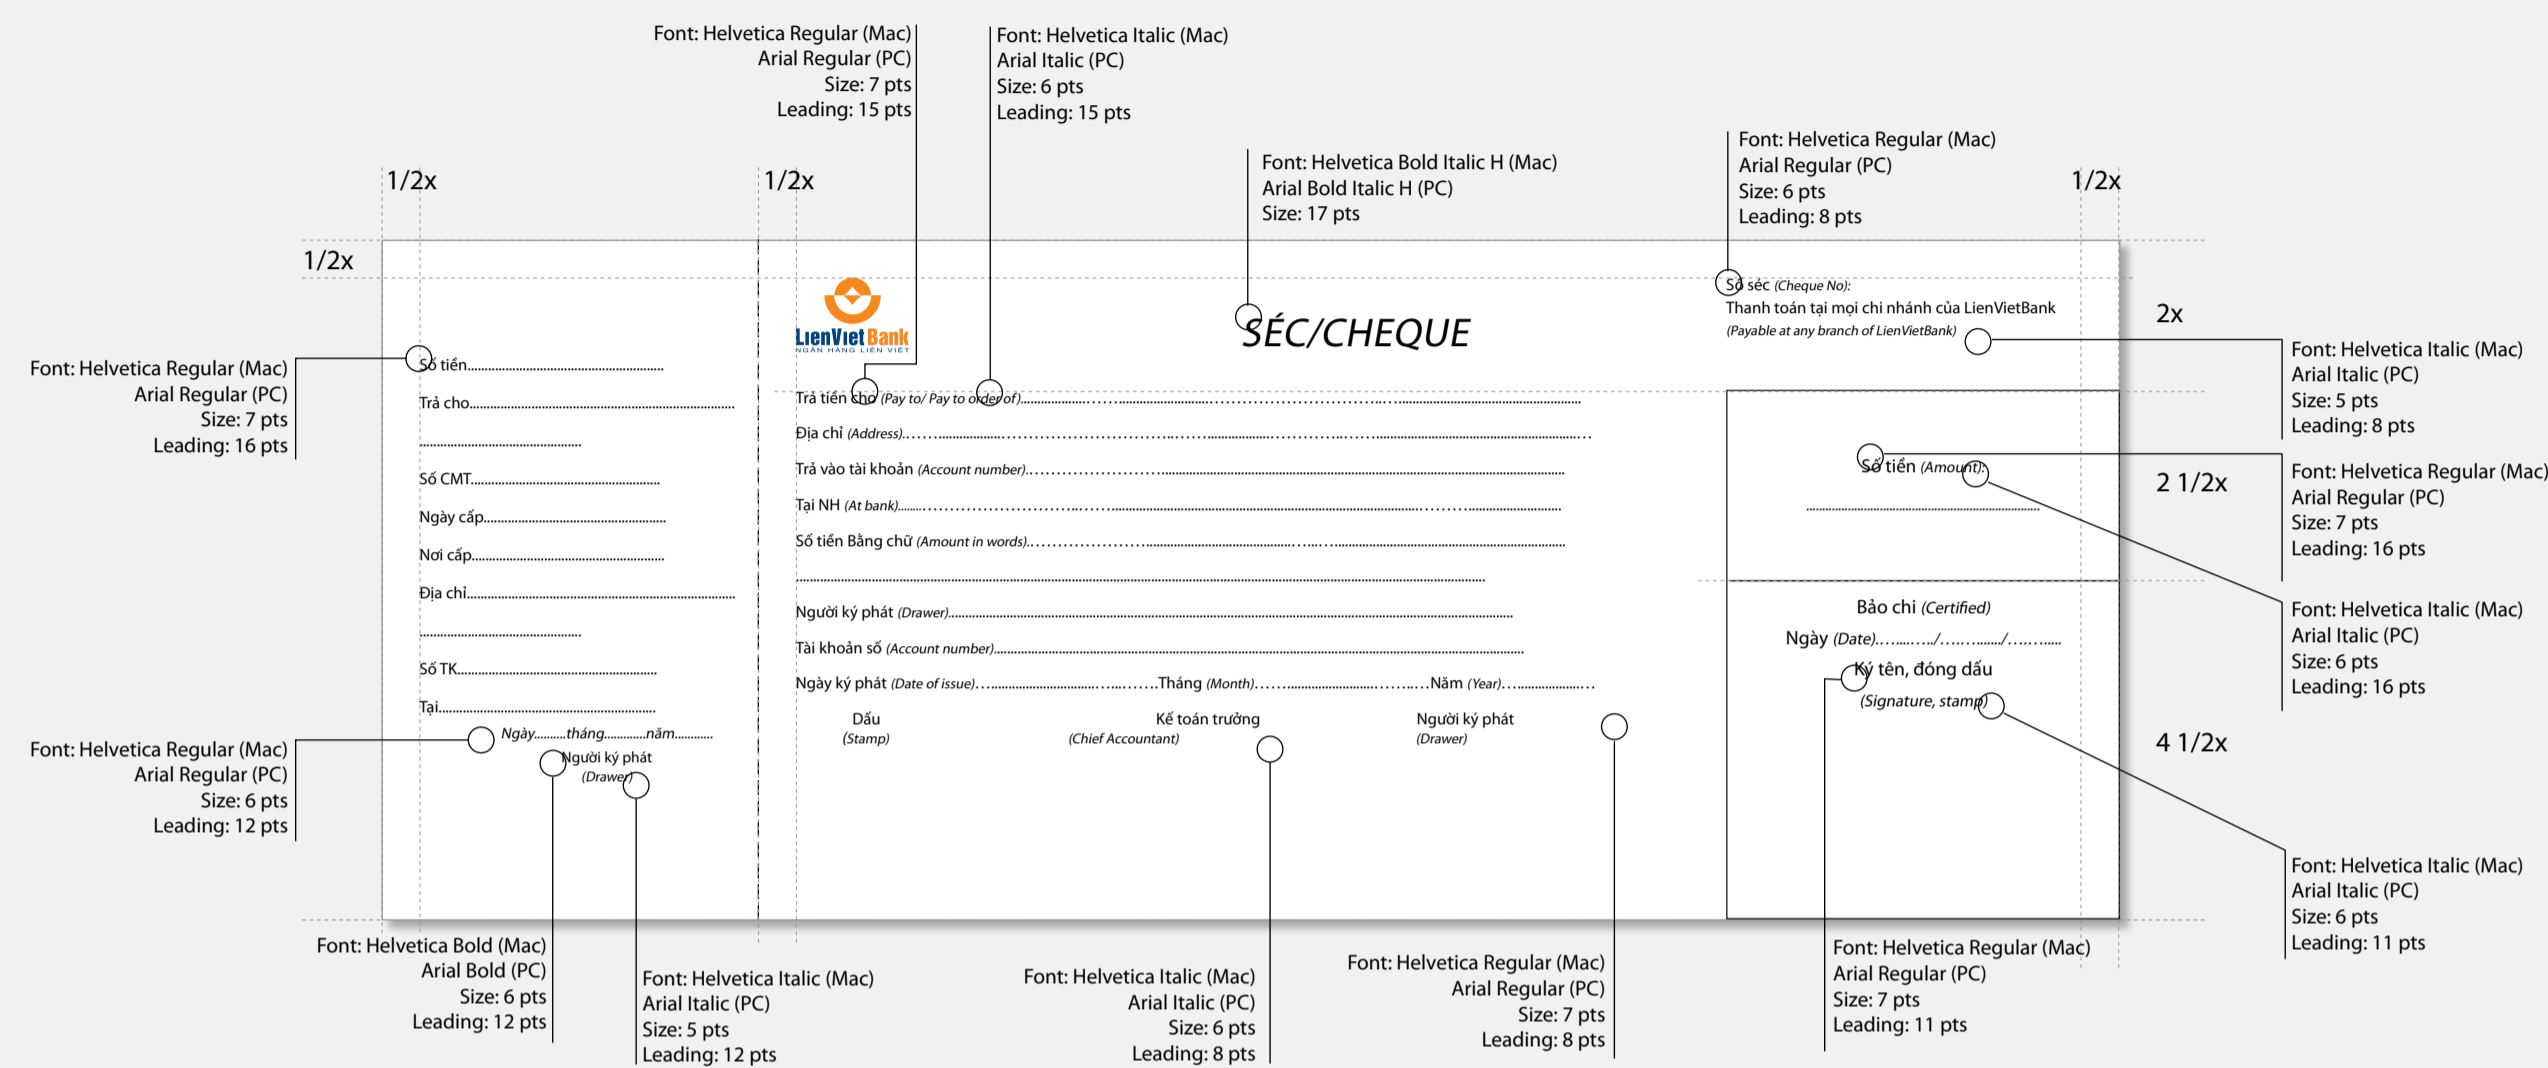 Font: Helvetica Regular (Mac)
Arial Regular (PC)
Size: 7 pts
Leading: 15 pts
Font: Helvetica Italic (Mac)
Arial Italic (PC)
Size: 6 pts
Leading: 15 pts
Font: Helvetica Bold Italic H (Mac)
Arial Bold Italic H (PC)
Size: 17 pts
Font: Helvetica Regular (Mac)
Arial Regular (PC)
Size: 6 pts
Leading: 8 pts
1/2x
1/2x
1/2x
1/2x
2x
2 1/2x
4 1/2x
Font: Helvetica Regular (Mac)
Arial Regular (PC)
Size: 7 pts
Leading: 16 pts
Font: Helvetica Regular (Mac)
Arial Regular (PC)
Size: 6 pts
Leading: 12 pts
Số tiền
Trả cho
Số CMT
Ngày cấp
Nơi cấp
Địa chỉ
Số TK
Tại
Ngày..........tháng............năm...........
Người ký phát
(Drawer)
LienViet Bank
NGÂN HÀNG LIÊN VIỆT
SÉC/CHEQUE
Số séc (Cheque No):
Thanh toán tại mọi chi nhánh của LienVietBank
(Payable at any branch of LienVietBank)
Trả tiền cho (Pay to/ Pay to order of)
Địa chỉ (Address)
Trả vào tài khoản (Account number)
Tại NH (At bank)
Số tiền Bằng chữ (Amount in words)
Người ký phát (Drawer)
Tài khoản số (Account number)
Ngày ký phát (Date of issue)..............Tháng (Month)..............Năm (Year)..............
Dấu
(Stamp)
Kế toán trưởng
(Chief Accountant)
Người ký phát
(Drawer)
Số tiền (Amount):
Bảo chi (Certified)
Ngày (Date)............/............/............
Ký tên, đóng dấu
(Signature, stamp)
Font: Helvetica Italic (Mac)
Arial Italic (PC)
Size: 5 pts
Leading: 8 pts
Font: Helvetica Regular (Mac)
Arial Regular (PC)
Size: 7 pts
Leading: 16 pts
Font: Helvetica Italic (Mac)
Arial Italic (PC)
Size: 6 pts
Leading: 16 pts
Font: Helvetica Italic (Mac)
Arial Italic (PC)
Size: 6 pts
Leading: 11 pts
Font: Helvetica Bold (Mac)
Arial Bold (PC)
Size: 6 pts
Leading: 12 pts
Font: Helvetica Italic (Mac)
Arial Italic (PC)
Size: 5 pts
Leading: 12 pts
Font: Helvetica Italic (Mac)
Arial Italic (PC)
Size: 6 pts
Leading: 8 pts
Font: Helvetica Regular (Mac)
Arial Regular (PC)
Size: 7 pts
Leading: 8 pts
Font: Helvetica Regular (Mac)
Arial Regular (PC)
Size: 7 pts
Leading: 11 pts